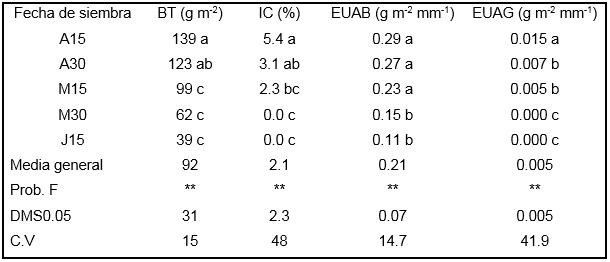 Fecha de siembra BT (g m-2) IC (%) EUAB (g m-2 mm-1) EUAG (g m-2 mm-1)
A15 139 a 5.4 a 0.29 a 0.015 a
A30 123 ab 3.1 ab 0.27 a 0.007 b
M15 99 c 2.3 bc 0.23 a 0.005 b
M30 62 c 0.0 c 0.15 b 0.000 c
J15 39 c 0.0 c 0.11 b 0.000 c
Media general 92 2.1 0.21 0.005
Prob. F ** ** ** **
DMS0.05 31 2.3 0.07 0.005
C.V 15 48 14.7 41.9